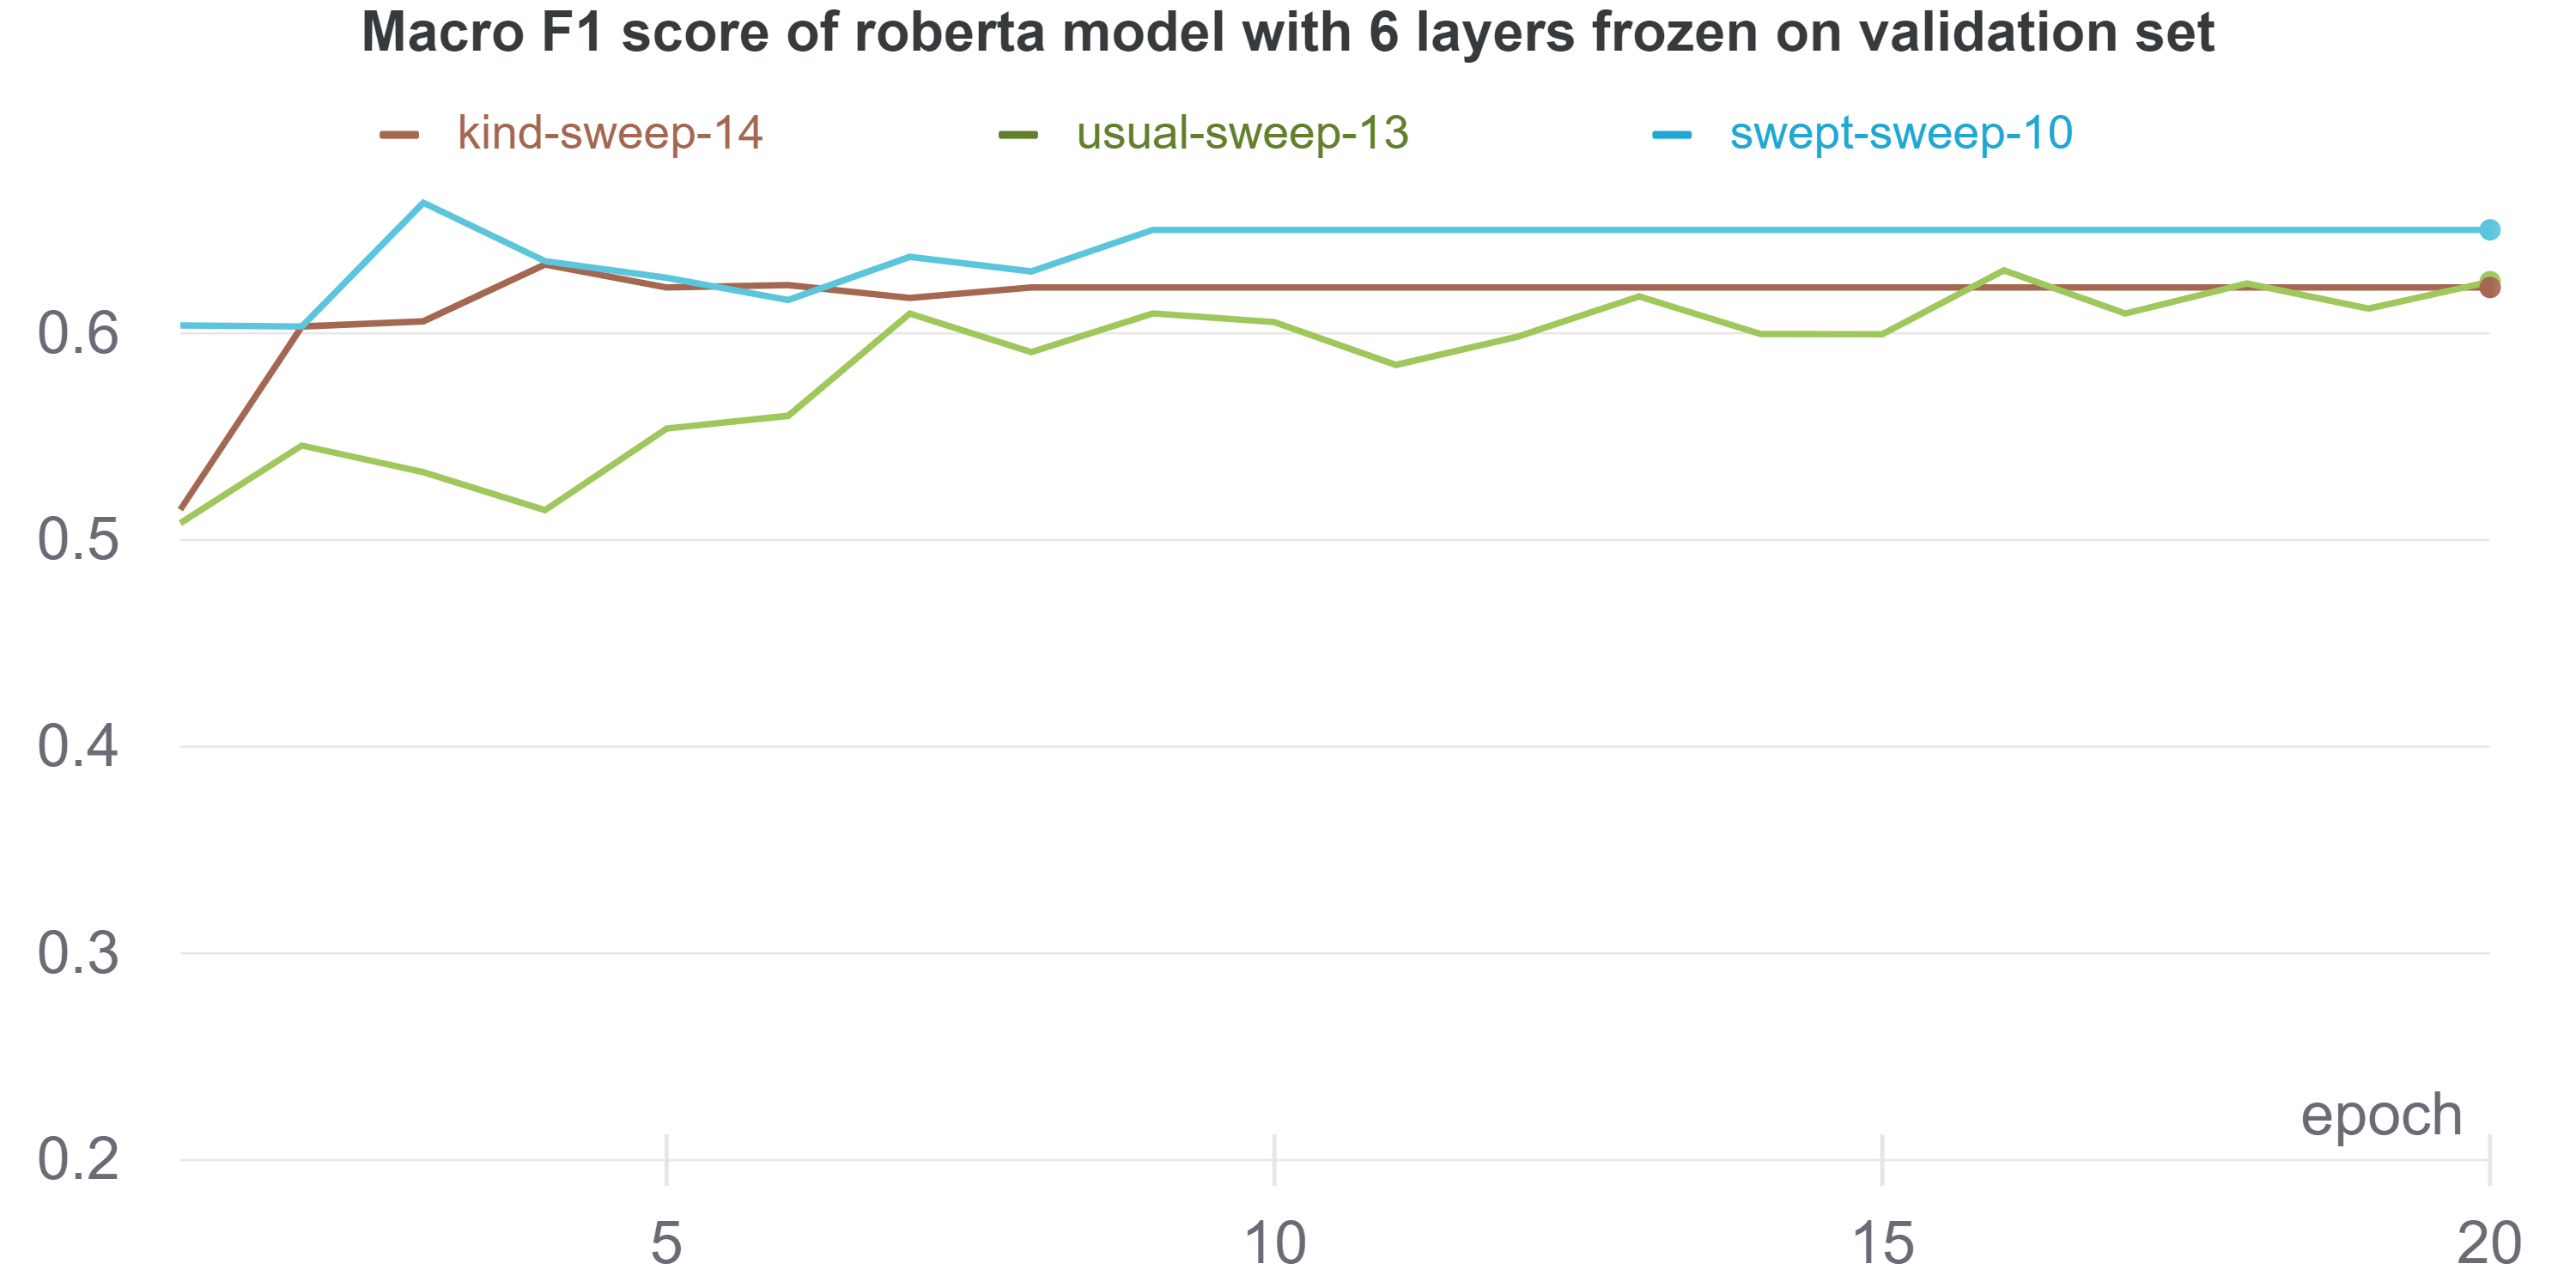 Macro F1 score of roberta model with 6 layers frozen on validation set
kind-sweep-14 usual-sweep-13 swept-sweep-10
0.6
0.5
0.4
0.3
epoch
0.2
5 10 15 20